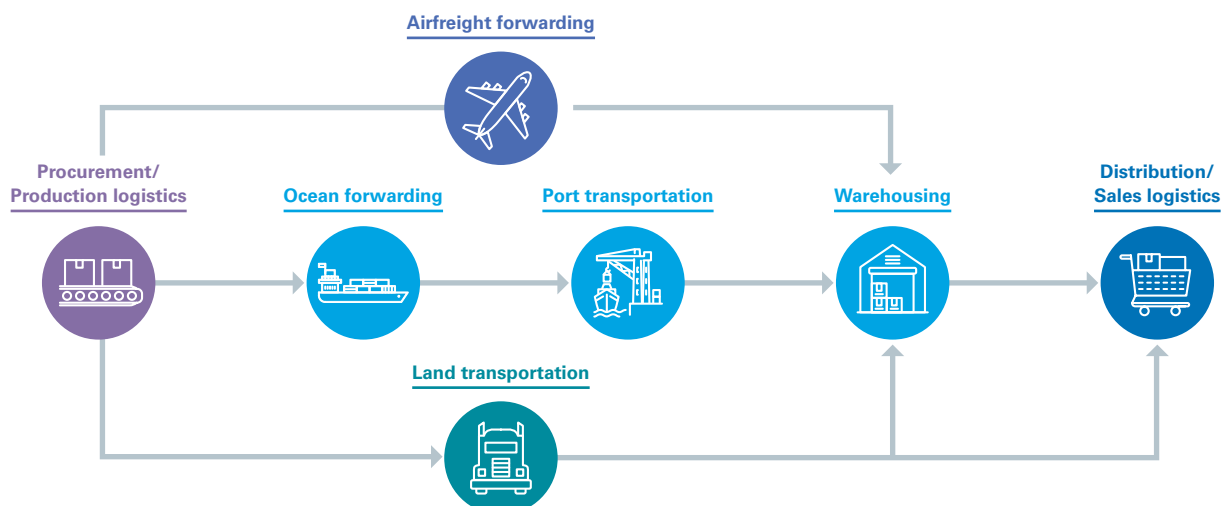 Airfreight forwarding
Procurement/
Production logistics
Ocean forwarding
Port transportation
Warehousing
Distribution/
Sales logistics
Land transportation